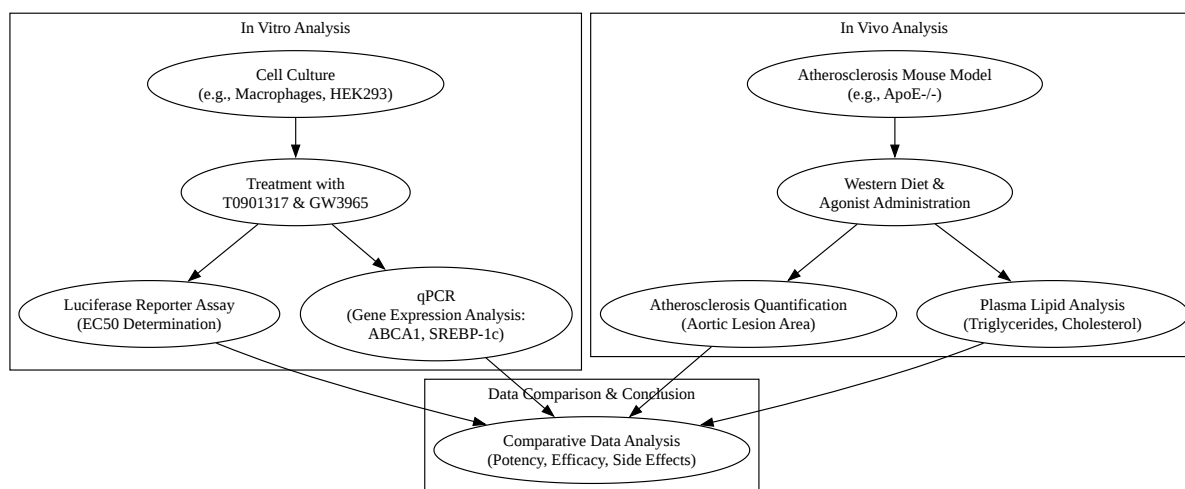 In Vitro Analysis
Cell Culture
(e.g., Macrophages, HEK293)
Treatment with
T0901317 & GW3965
Luciferase Reporter Assay
(EC50 Determination)
qPCR
(Gene Expression Analysis:
ABCA1, SREBP-1c)
In Vivo Analysis
Atherosclerosis Mouse Model
(e.g., ApoE-/-)
Western Diet &
Agonist Administration
Atherosclerosis Quantification
(Aortic Lesion Area)
Plasma Lipid Analysis
(Triglycerides, Cholesterol)
Data Comparison & Conclusion
Comparative Data Analysis
(Potency, Efficacy, Side Effects)